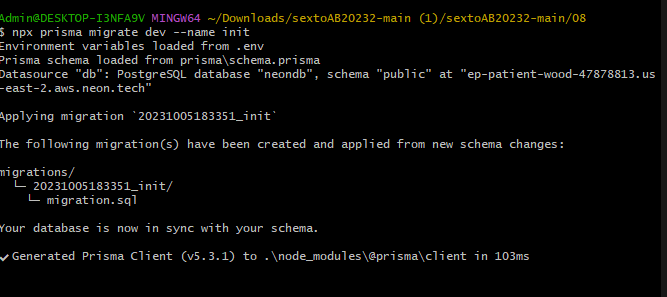 Admin@DESKTOP-I3NFA9V MINGW64 ~/Downloads/sextoAB20232-main (1)/sextoAB20232-main/08
$ npx prisma migrate dev --name init
Environment variables loaded from .env
Prisma schema loaded from prisma\schema.prisma
Datasource "db": PostgreSQL database "neondb", schema "public" at "ep-patient-wood-47878813.us
-east-2.aws.neon.tech"
Applying migration `20231005183351_init`
The following migration(s) have been created and applied from new schema changes:
migrations/
└─ 20231005183351_init/
└─ migration.sql
Your database is now in sync with your schema.
✔ Generated Prisma Client (v5.3.1) to .\node_modules\@prisma\client in 103ms